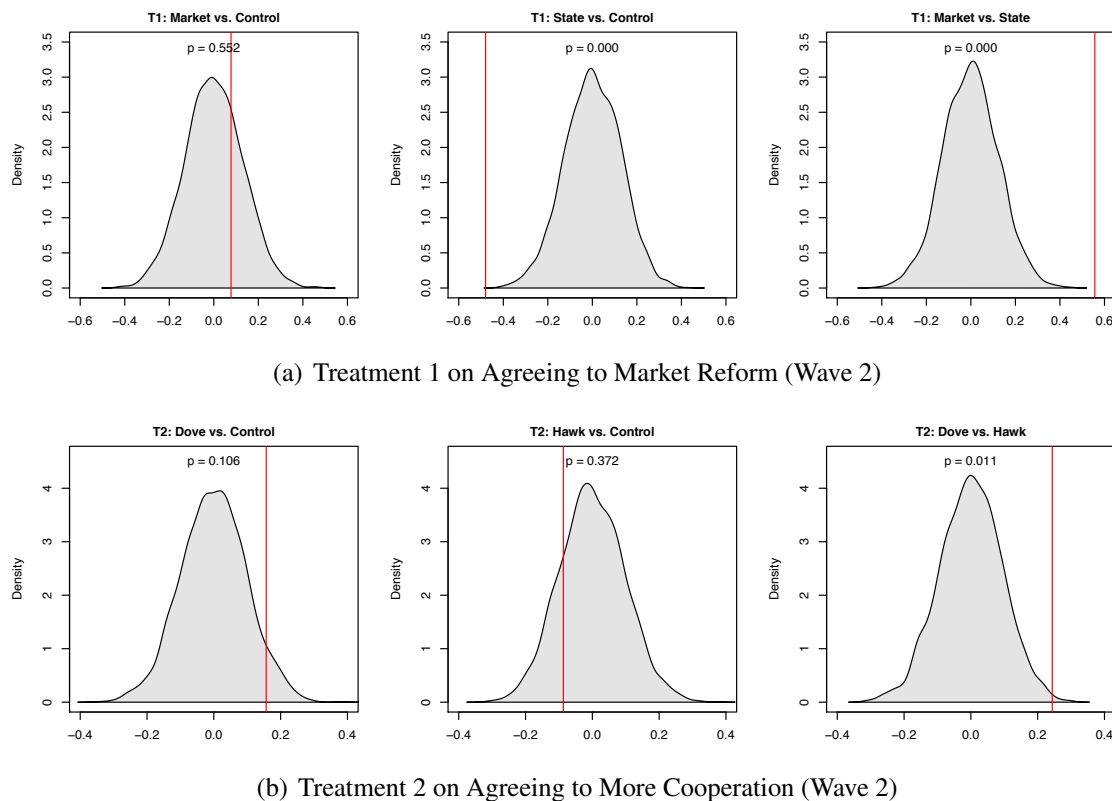 T1: Market vs. Control
p = 0.552
Density
3.5
3.0
2.5
2.0
1.5
1.0
0.5
0.0
−0.6 −0.4 −0.2 0.0 0.2 0.4 0.6
T1: State vs. Control
p = 0.000
Density
3.5
3.0
2.5
2.0
1.5
1.0
0.5
0.0
−0.6 −0.4 −0.2 0.0 0.2 0.4 0.6
T1: Market vs. State
p = 0.000
Density
3.5
3.0
2.5
2.0
1.5
1.0
0.5
0.0
−0.6 −0.4 −0.2 0.0 0.2 0.4 0.6
(a) Treatment 1 on Agreeing to Market Reform (Wave 2)
T2: Dove vs. Control
p = 0.106
Density
4
3
2
1
0
−0.4 −0.2 0.0 0.2 0.4
T2: Hawk vs. Control
p = 0.372
Density
4
3
2
1
0
−0.4 −0.2 0.0 0.2 0.4
T2: Dove vs. Hawk
p = 0.011
Density
4
3
2
1
0
−0.4 −0.2 0.0 0.2 0.4
(b) Treatment 2 on Agreeing to More Cooperation (Wave 2)